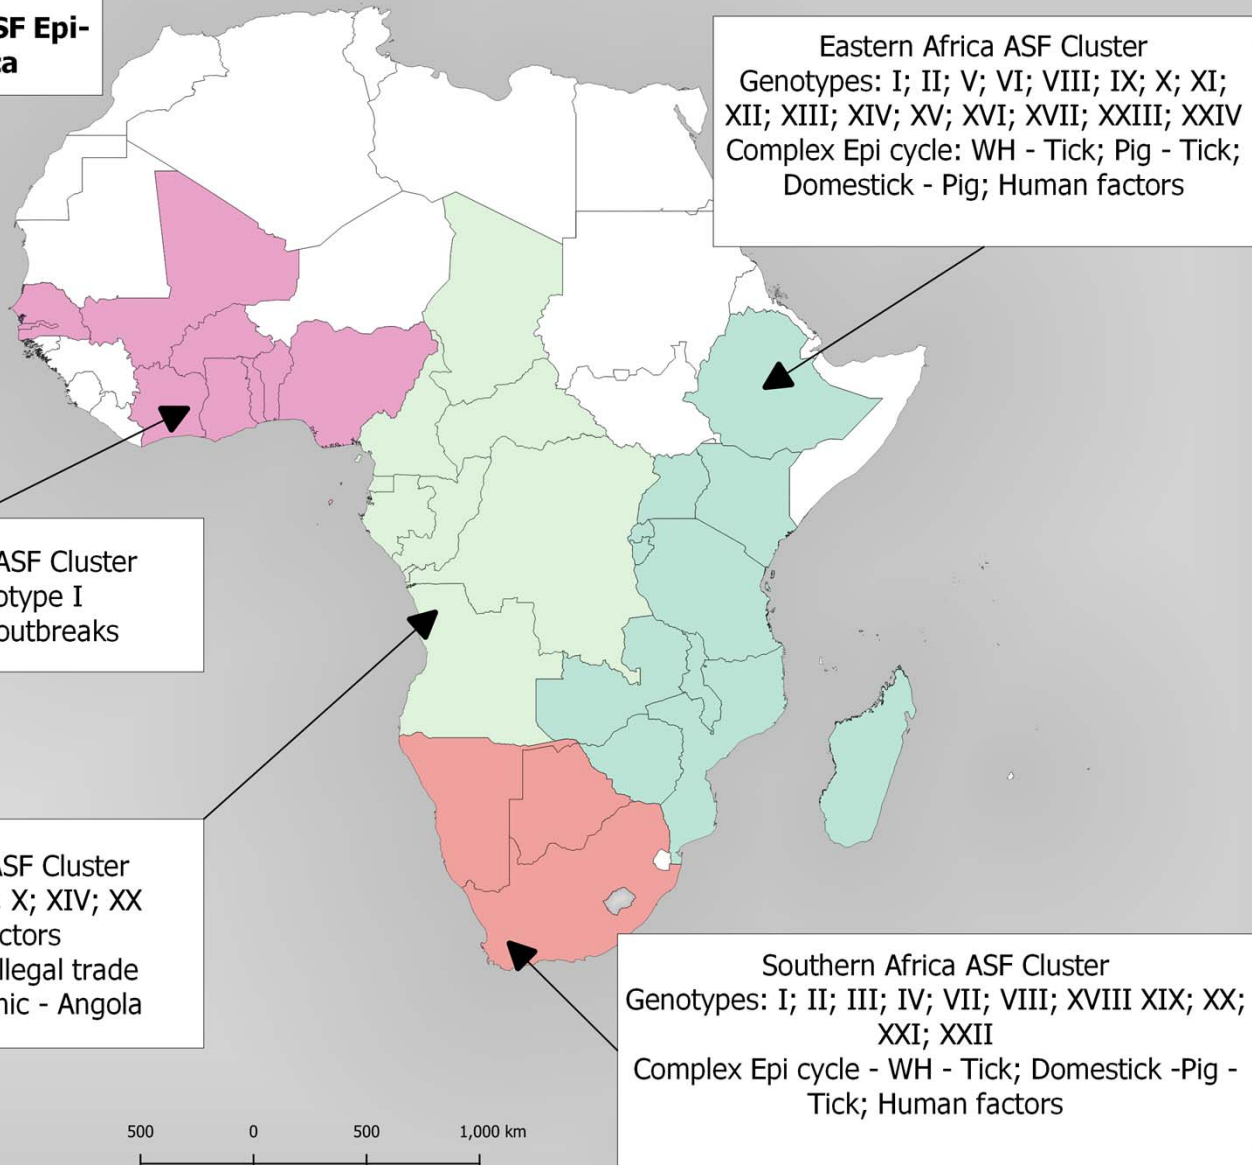 SF Epi-
ca
Eastern Africa ASF Cluster
Genotypes: I; II; V; VI; VIII; IX; X; XI;
XII; XIII; XIV; XV; XVI; XVII; XXIII; XXIV
Complex Epi cycle: WH - Tick; Pig - Tick;
Domestick - Pig; Human factors
ASF Cluster
otype I
outbreaks
ASF Cluster
X; XIV; XX
ctors
llegal trade
nic - Angola
Southern Africa ASF Cluster
Genotypes: I; II; III; IV; VII; VIII; XVIII XIX; XX;
XXI; XXII
Complex Epi cycle - WH - Tick; Domestick -Pig -
Tick; Human factors
500 0 500 1,000 km